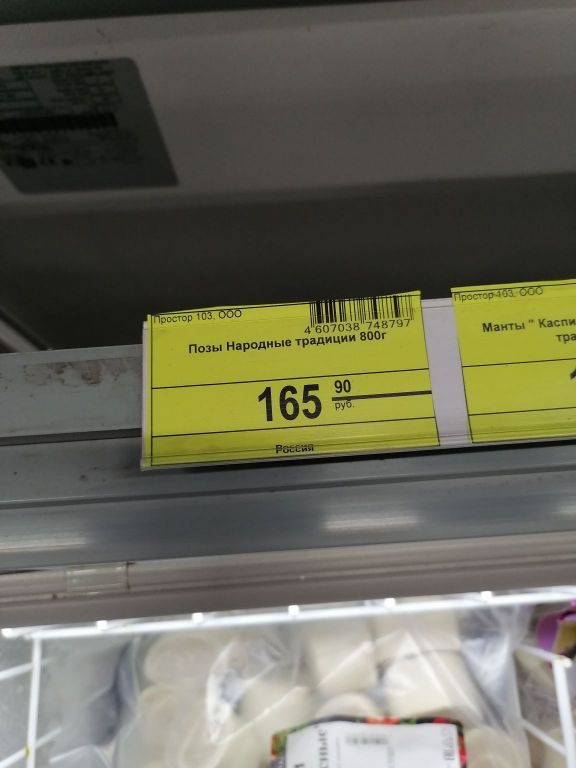 Простор 103, ООО
4 607038 748797
Позы Народные традиции 800г
165 90
руб.
Россия
Простор 103, ООО
Манты " Каспи
тра